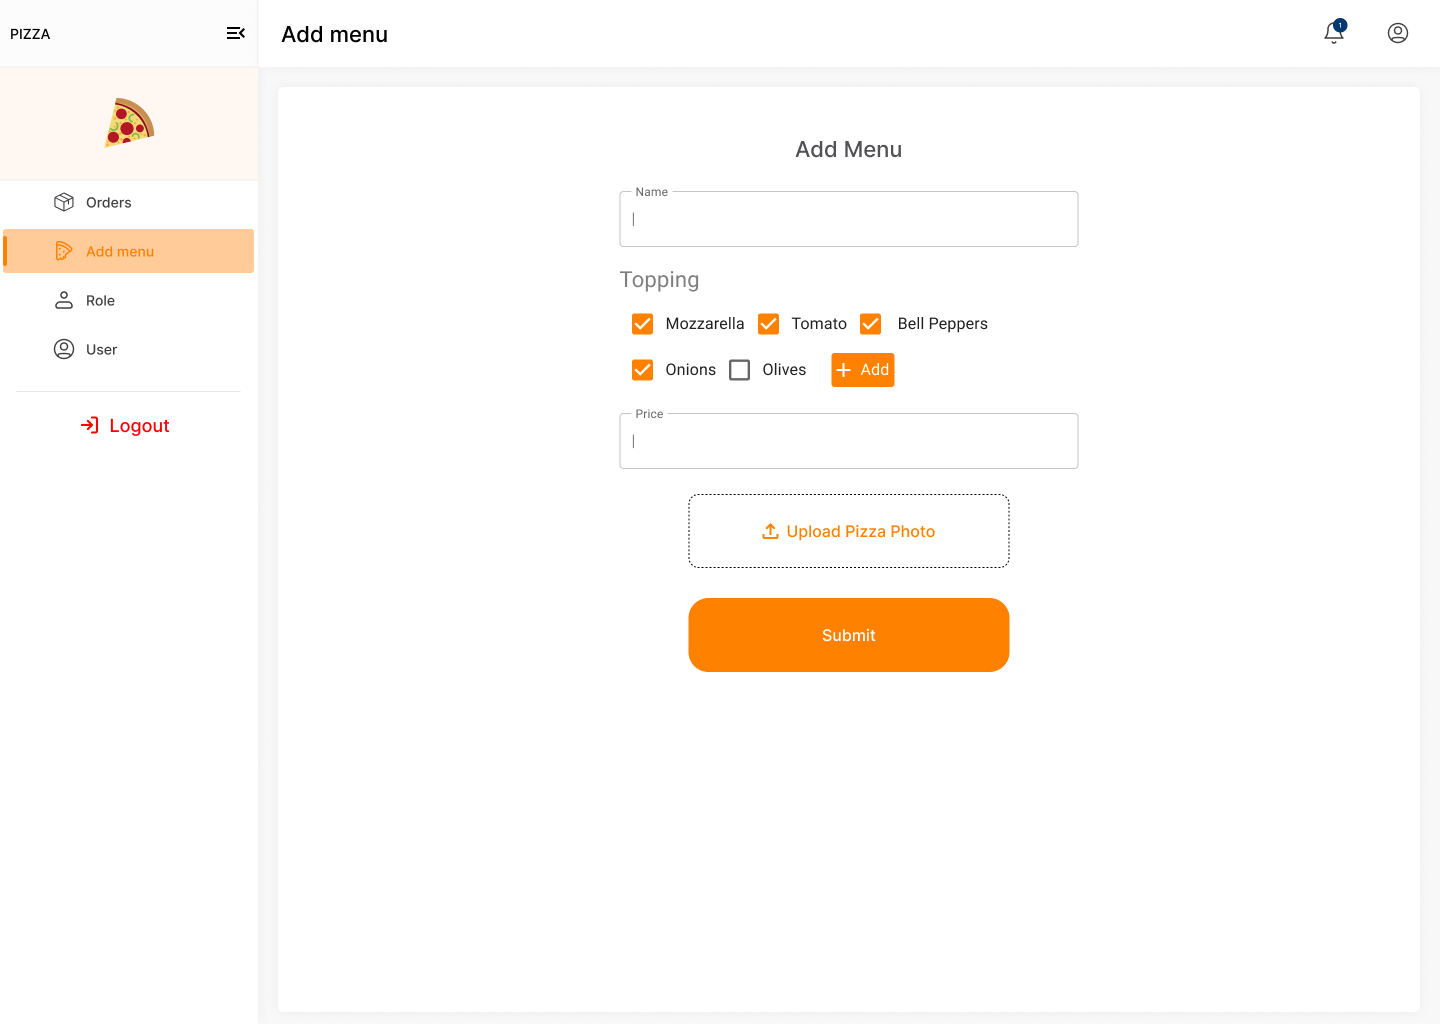 PIZZA
Add menu
1
Orders
Add menu
Role
User
Logout
Add Menu
Name
Topping
Mozzarella Tomato Bell Peppers
Onions Olives + Add
Price
Upload Pizza Photo
Submit